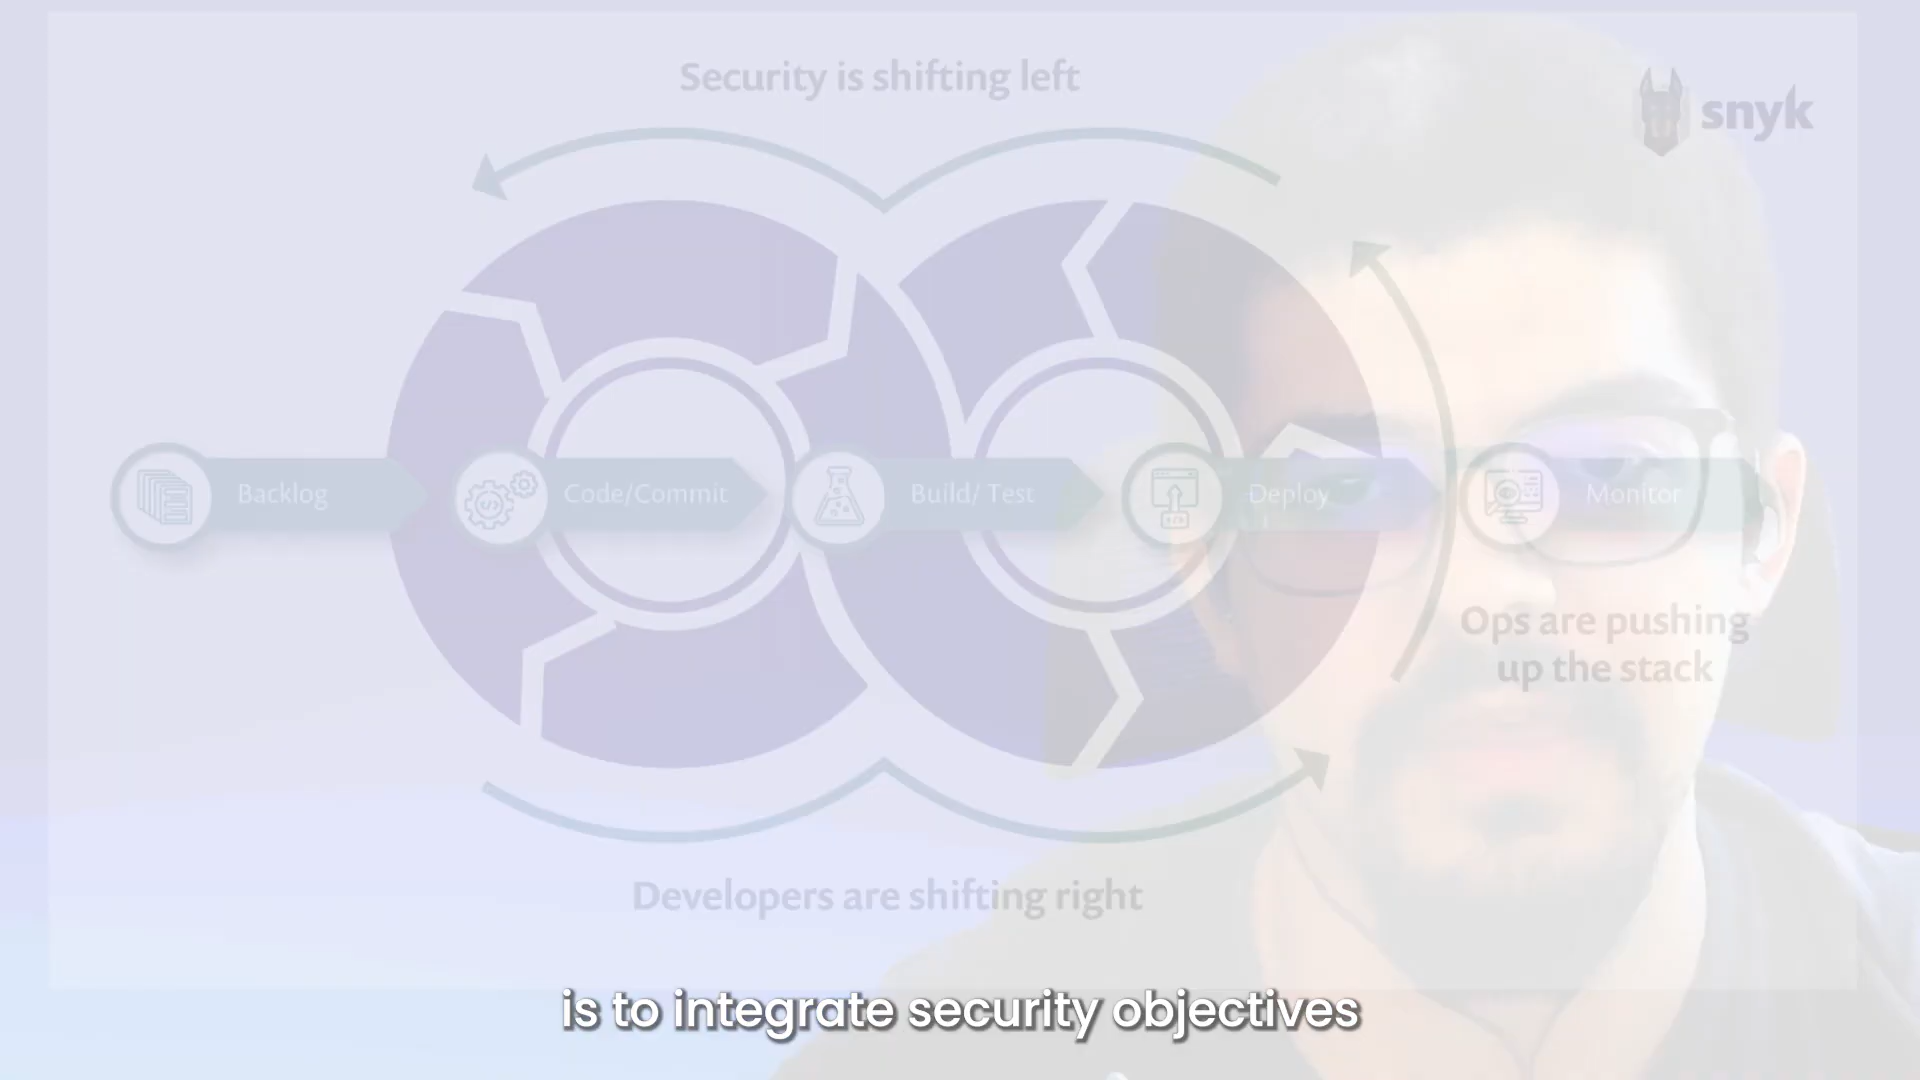 Security is shifting left
snyk
Backlog
Code/Commit
Build/ Test
Deploy
Monitor
Ops are pushing
up the stack
Developers are shifting right
is to integrate security objectives